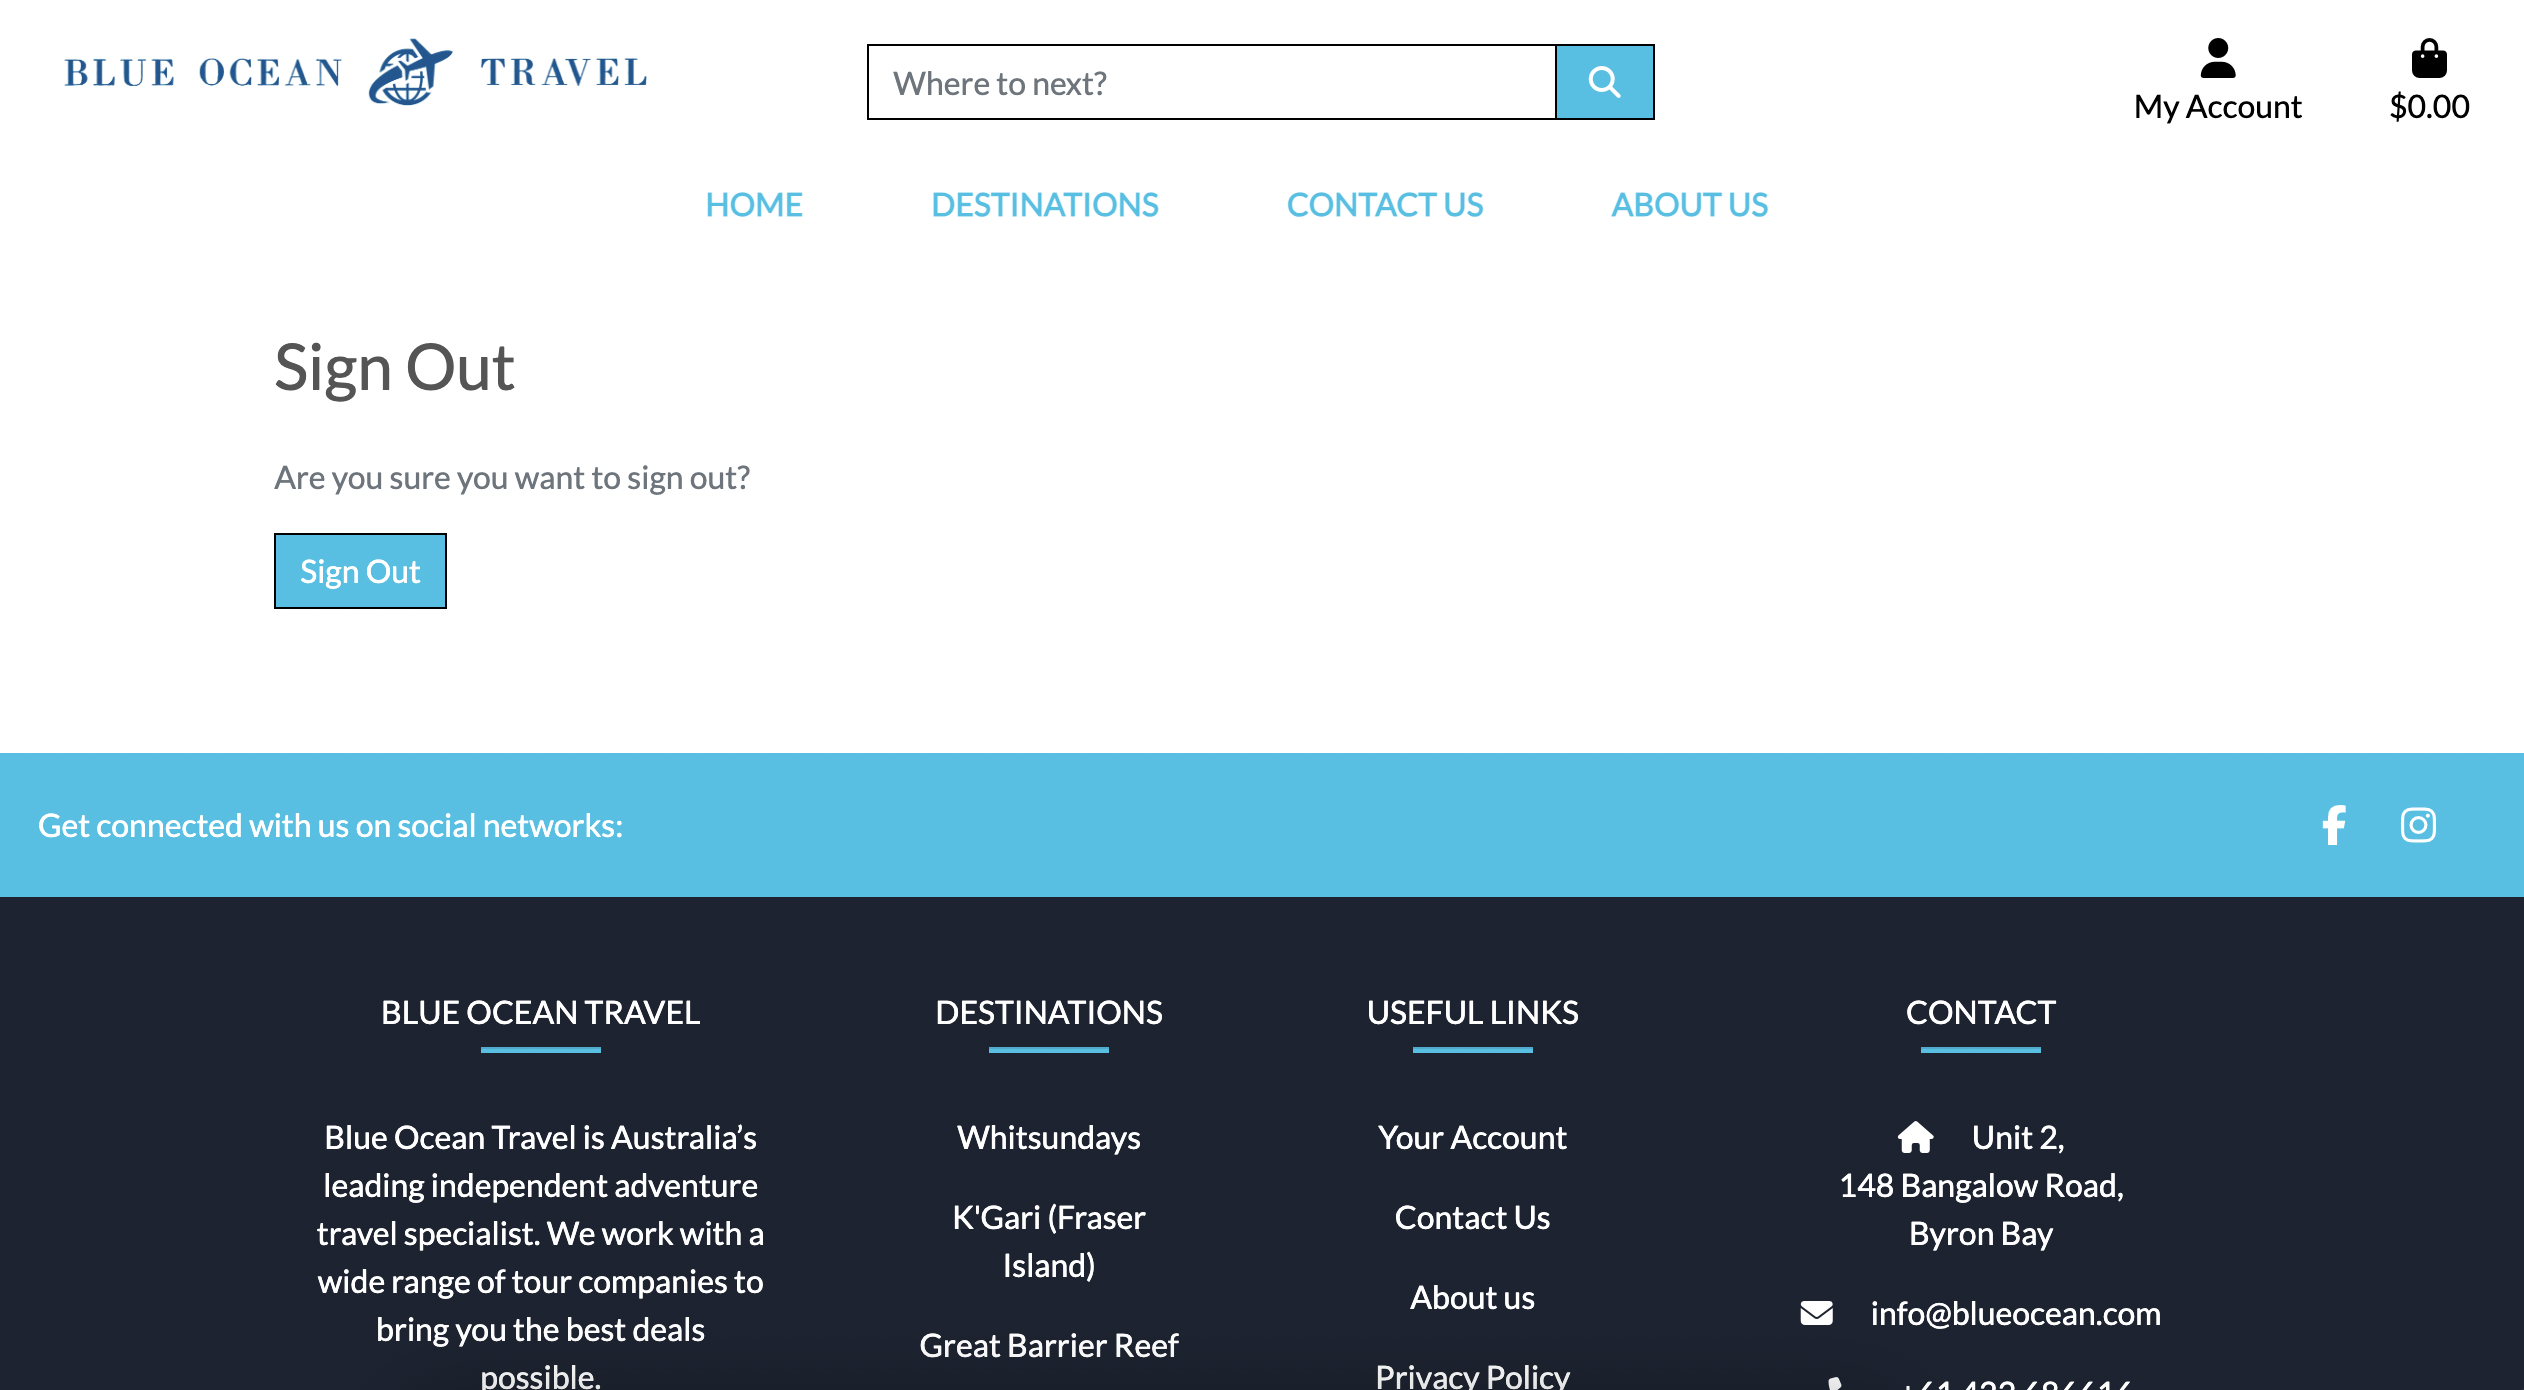 BLUE OCEAN TRAVEL
Where to next?
My Account
$0.00
HOME DESTINATIONS CONTACT US ABOUT US
Sign Out
Are you sure you want to sign out?
Sign Out
Get connected with us on social networks:
BLUE OCEAN TRAVEL
Blue Ocean Travel is Australia’s
leading independent adventure
travel specialist. We work with a
wide range of tour companies to
bring you the best deals
possible.
DESTINATIONS
Whitsundays
K'Gari (Fraser
Island)
Great Barrier Reef
USEFUL LINKS
Your Account
Contact Us
About us
Privacy Policy
CONTACT
Unit 2,
148 Bangalow Road,
Byron Bay
info@blueocean.com